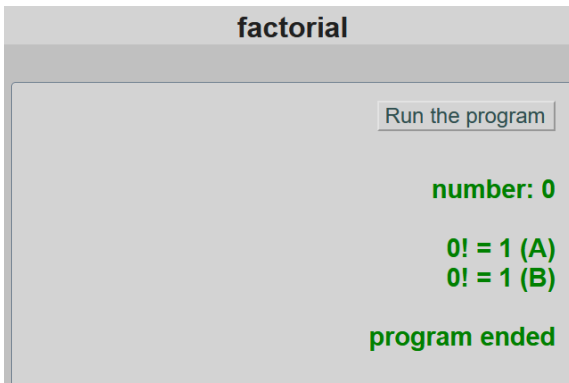 factorial
Run the program
number: 0
0! = 1 (A)
0! = 1 (B)
program ended